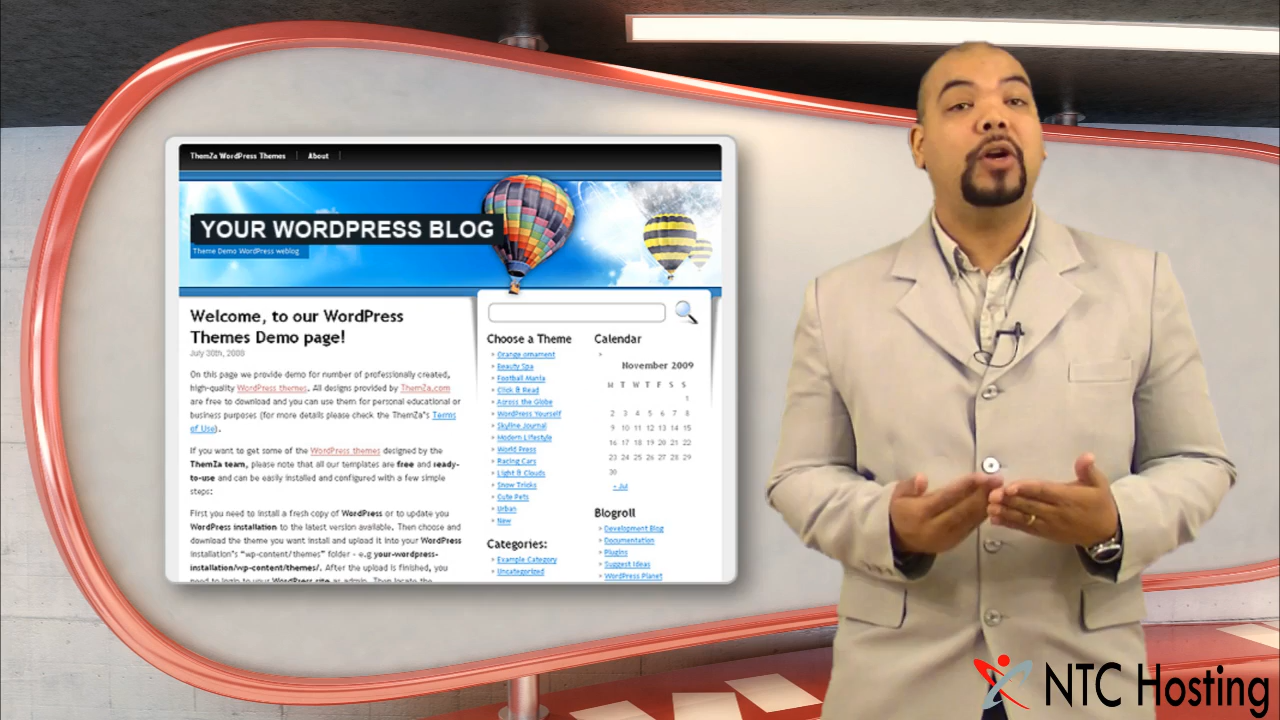 ThemZa WordPress Themes
About
YOUR WORDPRESS BLOG
Theme Demo WordPress weblog
Welcome, to our WordPress
Themes Demo page!
July 30th, 2008
On this page we provide demo for number of professionally created,
high-quality WordPress themes. All designs provided by ThemZa.com
are free to download and you can use them for personal educational or
business purposes (for more details please check the ThemZa's Terms
of Use).
If you want to get some of the WordPress themes designed by the
ThemZa team, please note that all our templates are free and ready-
to-use and can be easily installed and configured with a few simple
steps:
First you need to install a fresh copy of WordPress or to update you
WordPress installation to the latest version available. Then choose and
download the theme you want install and upload it into your WordPress
installation's "wp-content/themes" folder - e.g your-wordpress-
installation/wp-content/themes/. After the upload is finished, you
need to login to your WordPress site as admin. Then locate the
Choose a Theme
Orange ornament
Beauty Spa
Football Mania
Click & Read
Across the Globe
WordPress Yourself
Skyline Journal
Modern Lifestyle
World Press
Racing Cars
Light & Clouds
Snow Tricks
Cute Pets
Urban
New
Categories:
Example Category
Uncategorized
Calendar
November 2009
M T W T F S S
1
2 3 4 5 6 7 8
9 10 11 12 13 14 15
16 17 18 19 20 21 22
23 24 25 26 27 28 29
30
« Jul
Blogroll
Development Blog
Documentation
Plugins
Suggest Ideas
WordPress Planet
NTC Hosting